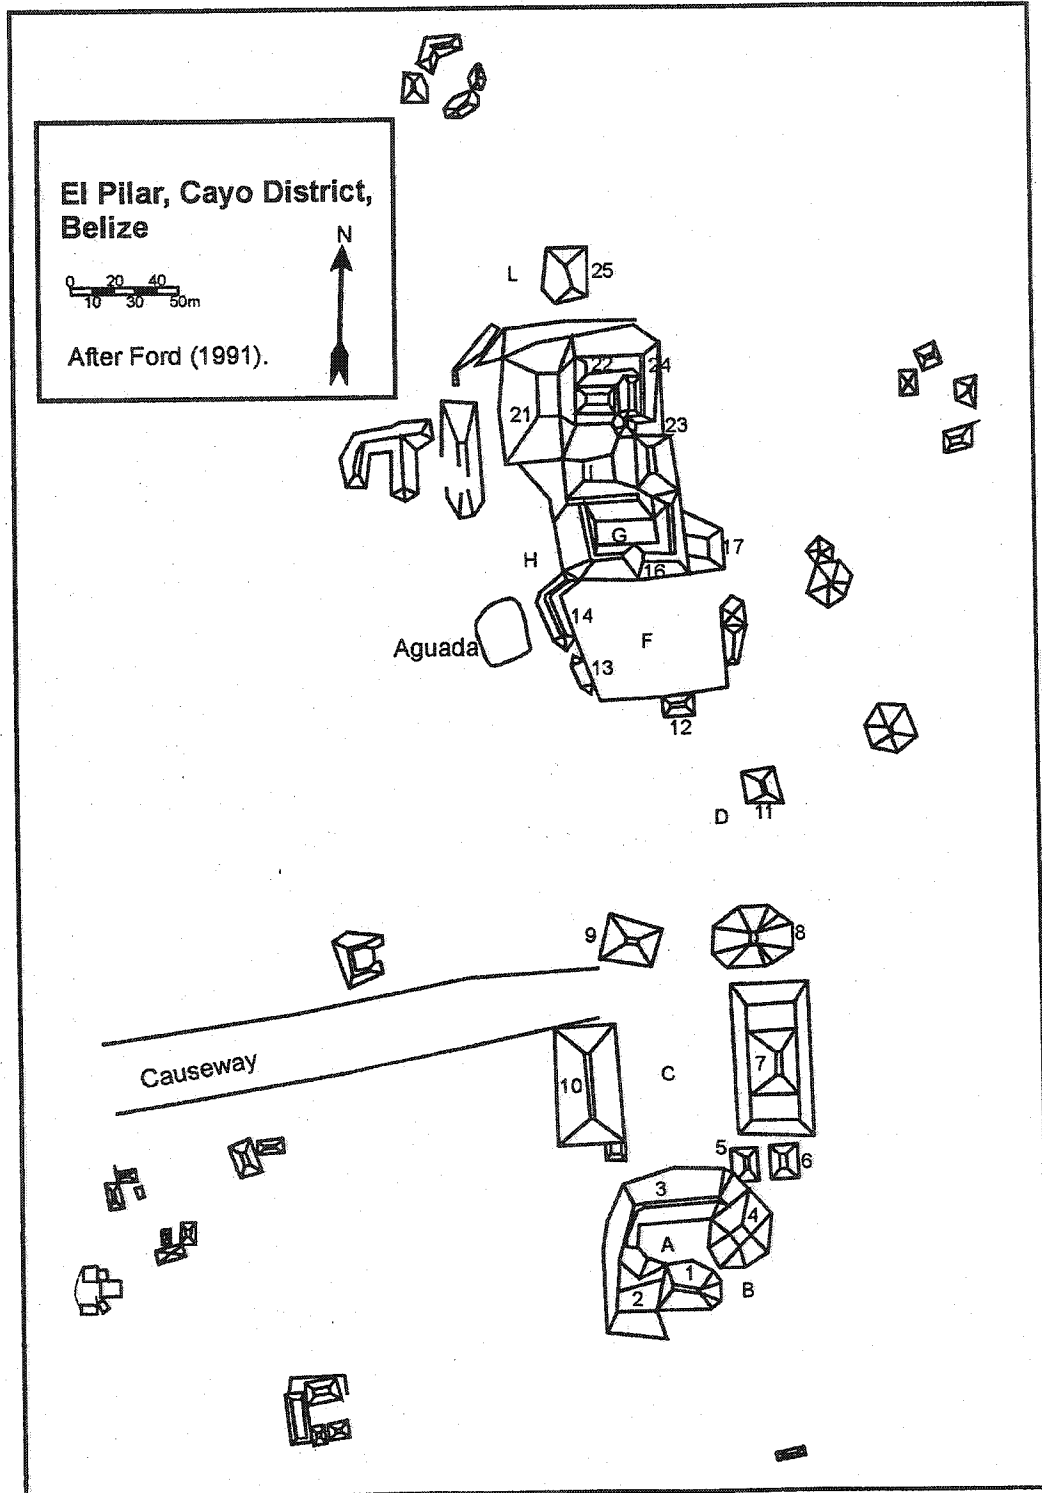 El Pilar, Cayo District,
Belize
N
0 20 40
10 30 50m
After Ford (1991).
L 25
22 24
21
23
G
17
H
16
14
F
Aguada
13
12
D 11
9 8
Causeway
10 C 7
5 6
3
4
A
1
2 B